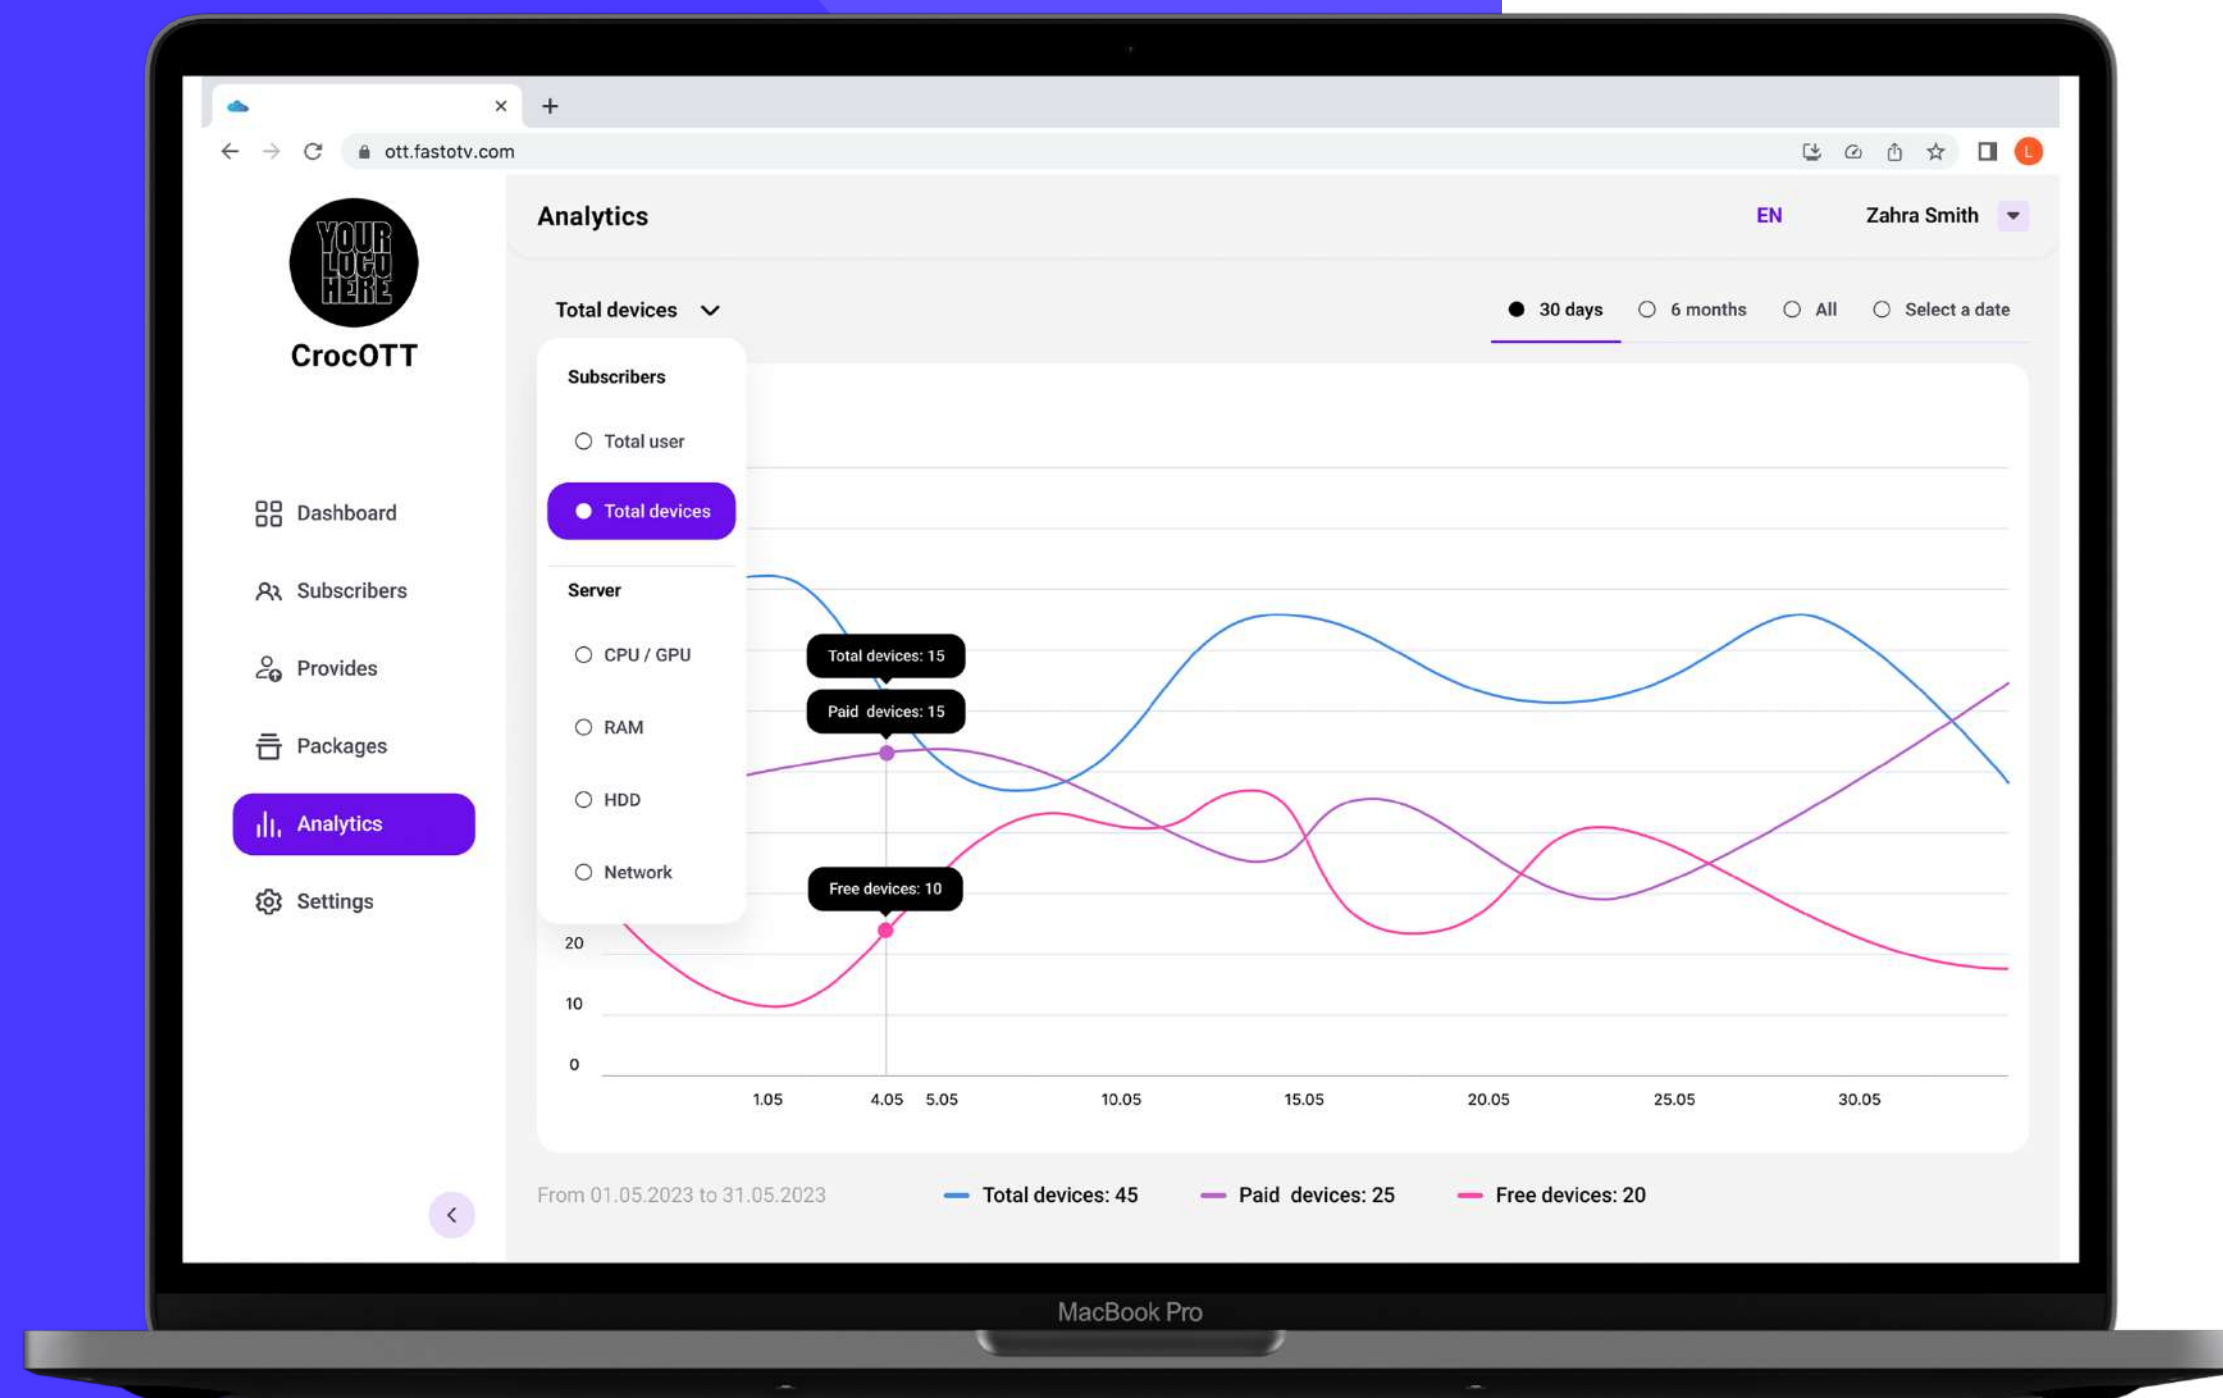 ott.fastotv.com
L
YOUR
LOGO
HERE
CrocOTT
Dashboard
Subscribers
Provides
Packages
Analytics
Settings
Analytics
EN
Zahra Smith
Total devices
30 days
6 months
All
Select a date
Subscribers
Total user
Total devices
Server
CPU / GPU
RAM
HDD
Network
Total devices: 15
Paid devices: 15
Free devices: 10
20
10
0
1.05 4.05 5.05 10.05 15.05 20.05 25.05 30.05
From 01.05.2023 to 31.05.2023
Total devices: 45
Paid devices: 25
Free devices: 20
MacBook Pro